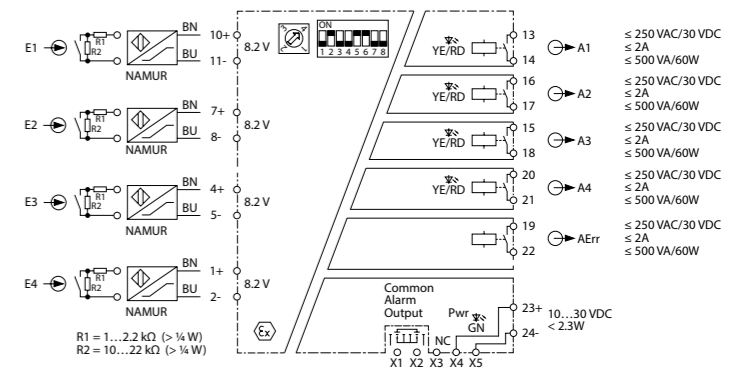 E1
R1
R2
NAMUR
BN 10+
BU 11-
8.2 V
E2
R1
R2
NAMUR
BN 7+
BU 8-
8.2 V
E3
R1
R2
NAMUR
BN 4+
BU 5-
8.2 V
E4
R1
R2
NAMUR
BN 1+
BU 2-
8.2 V
R1 = 1…2.2 kΩ (> ¼ W)
R2 = 10…22 kΩ (> ¼ W)
ON
1 2 3 4 5 6 7 8
Ex
YE/RD
13
14
A1
≤ 250 VAC/30 VDC
≤ 2A
≤ 500 VA/60W
YE/RD
16
17
A2
≤ 250 VAC/30 VDC
≤ 2A
≤ 500 VA/60W
YE/RD
15
18
A3
≤ 250 VAC/30 VDC
≤ 2A
≤ 500 VA/60W
YE/RD
20
21
A4
≤ 250 VAC/30 VDC
≤ 2A
≤ 500 VA/60W
19
22
AErr
≤ 250 VAC/30 VDC
≤ 2A
≤ 500 VA/60W
Common
Alarm
Output
Pwr
GN
NC
23+
24-
10…30 VDC
< 2.3W
X1 X2 X3 X4 X5